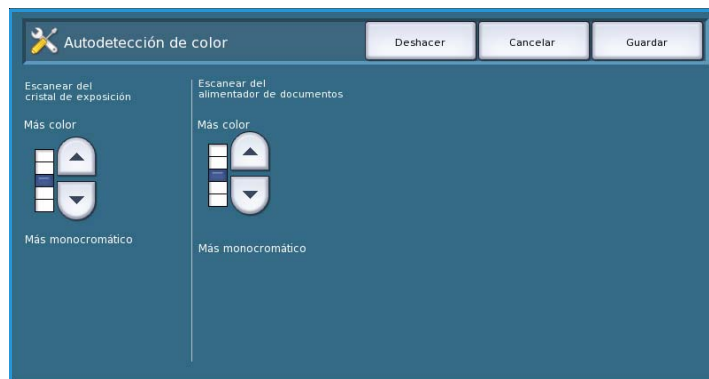 Autodetección de color
Deshacer
Cancelar
Guardar
Escanear del
cristal de exposición
Más color
Más monocromático
Escanear del
alimentador de documentos
Más color
Más monocromático